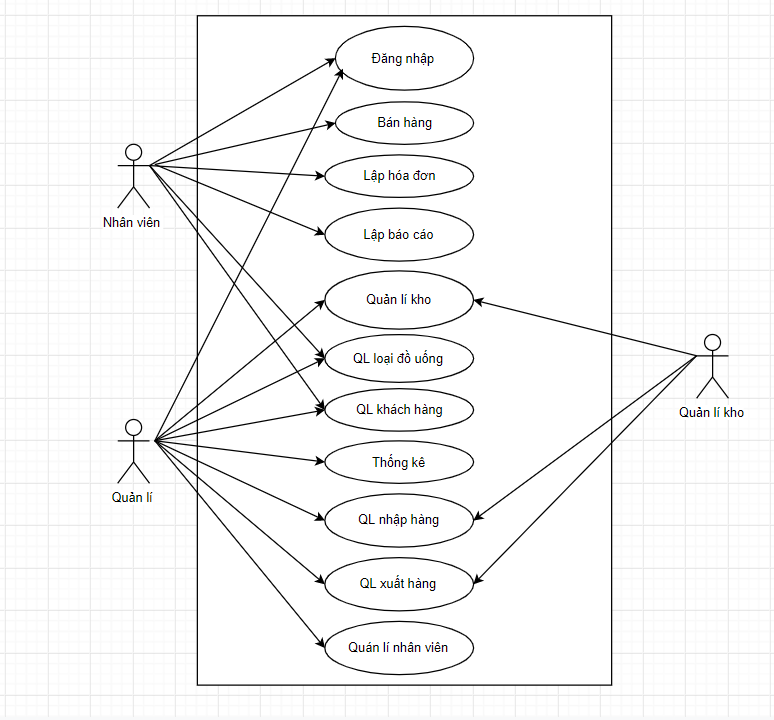 Đăng nhập
Bán hàng
Lập hóa đơn
Nhân viên
Lập báo cáo
Quản lí kho
QL loại đồ uống
QL khách hàng
Quản lí kho
Thống kê
Quản lí
QL nhập hàng
QL xuất hàng
Quán lí nhân viên